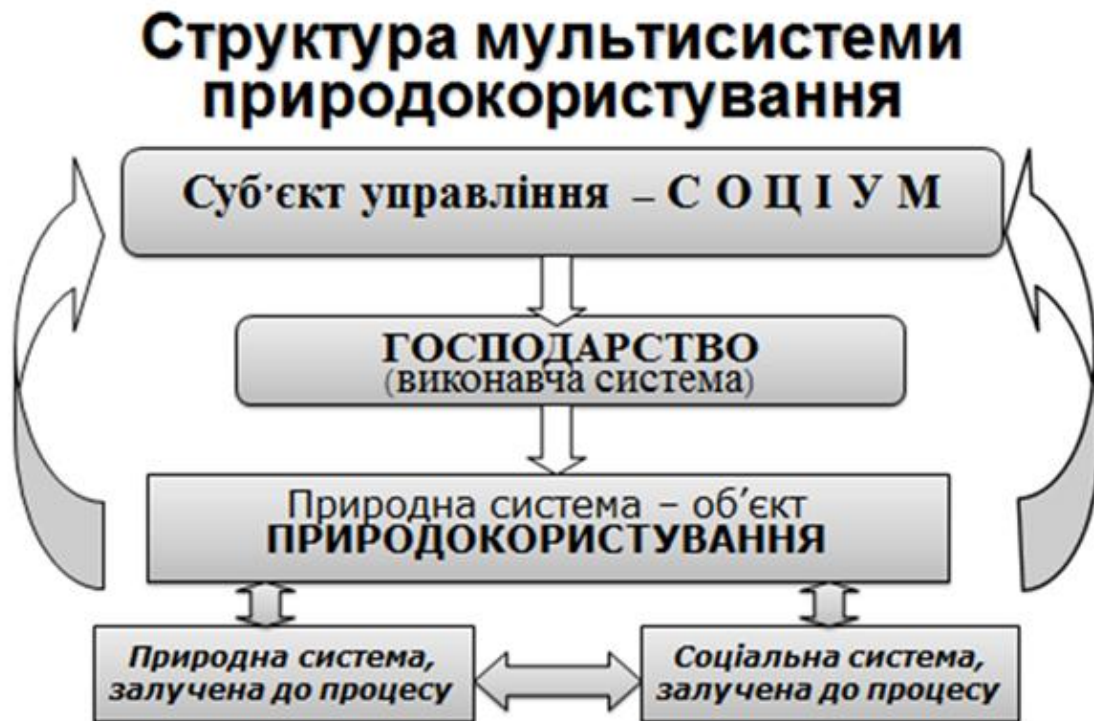 Структура мультисистеми
природокористування
Суб'єкт управління – С О Ц І У М
ГОСПОДАРСТВО
(виконавча система)
Природна система – об'єкт
ПРИРОДОКОРИСТУВАННЯ
Природна система,
залучена до процесу
Соціальна система,
залучена до процесу